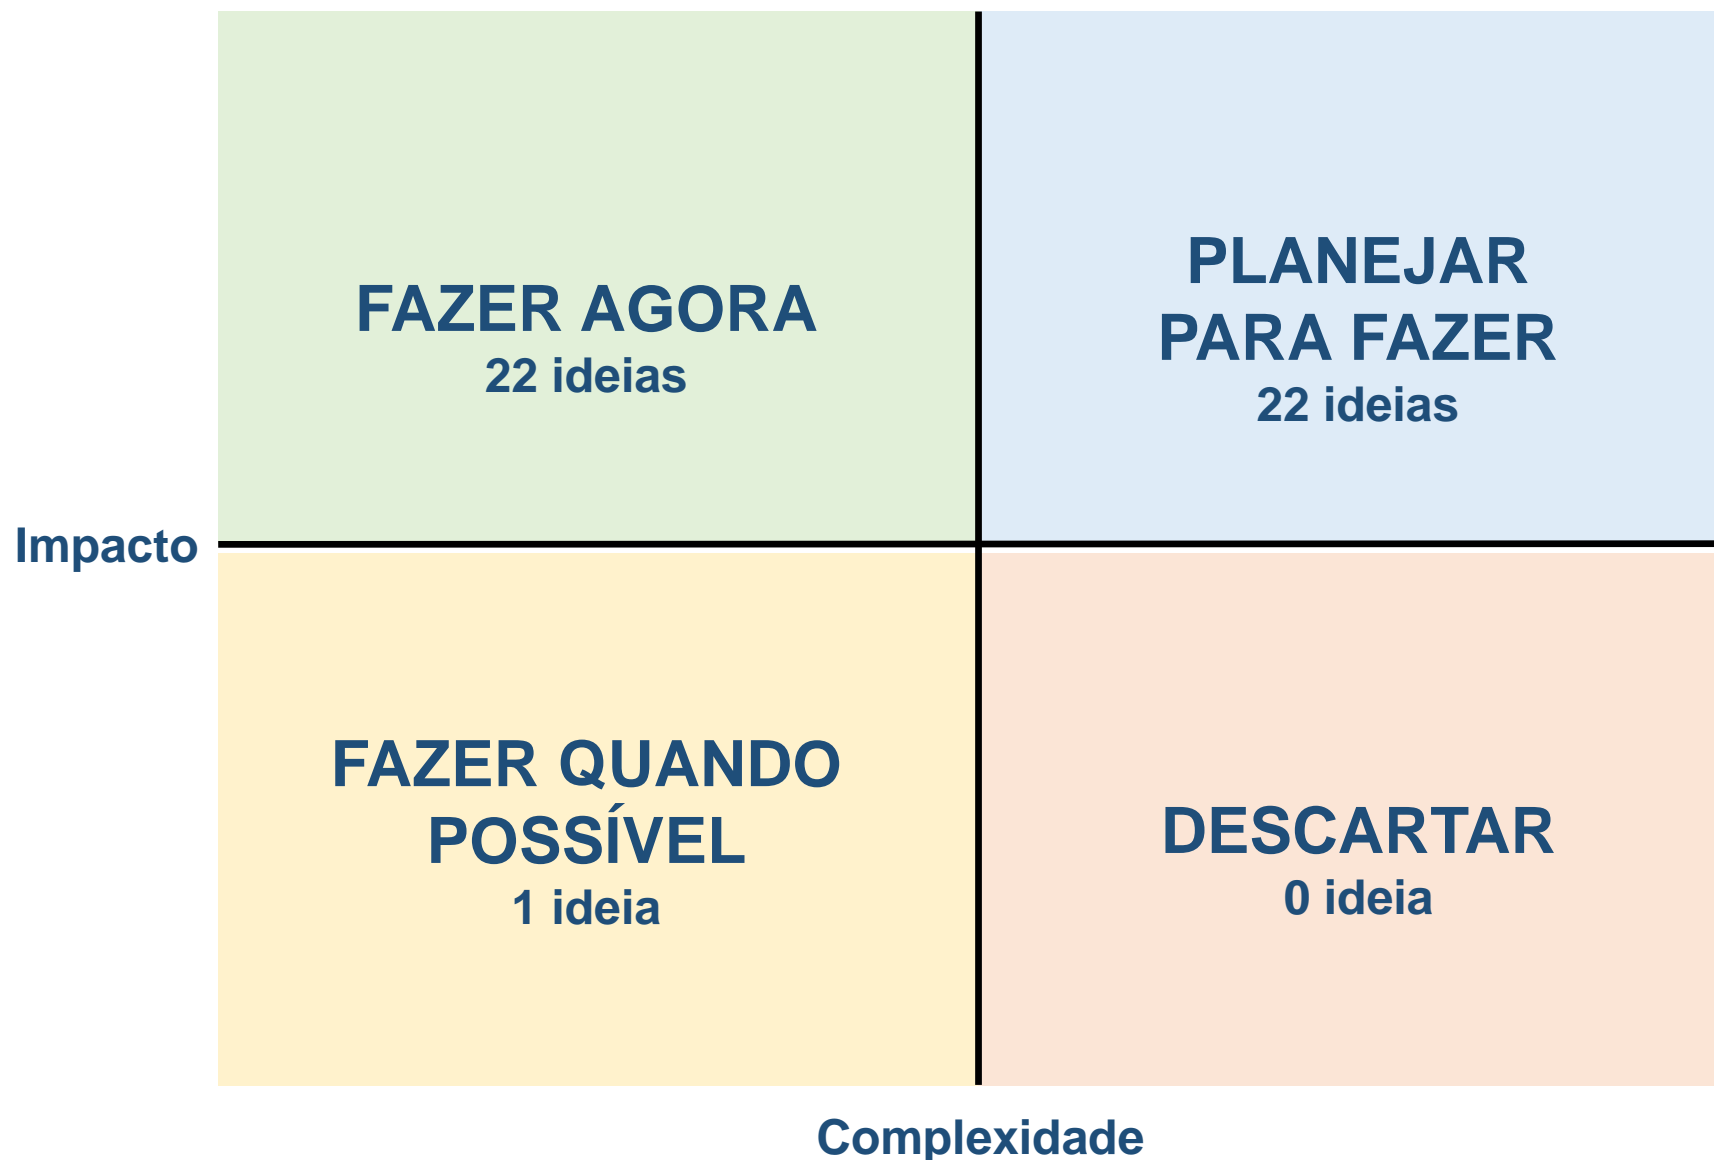 FAZER AGORA
22 ideias
PLANEJAR
PARA FAZER
22 ideias
Impacto
FAZER QUANDO
POSSÍVEL
1 ideia
DESCARTAR
0 ideia
Complexidade